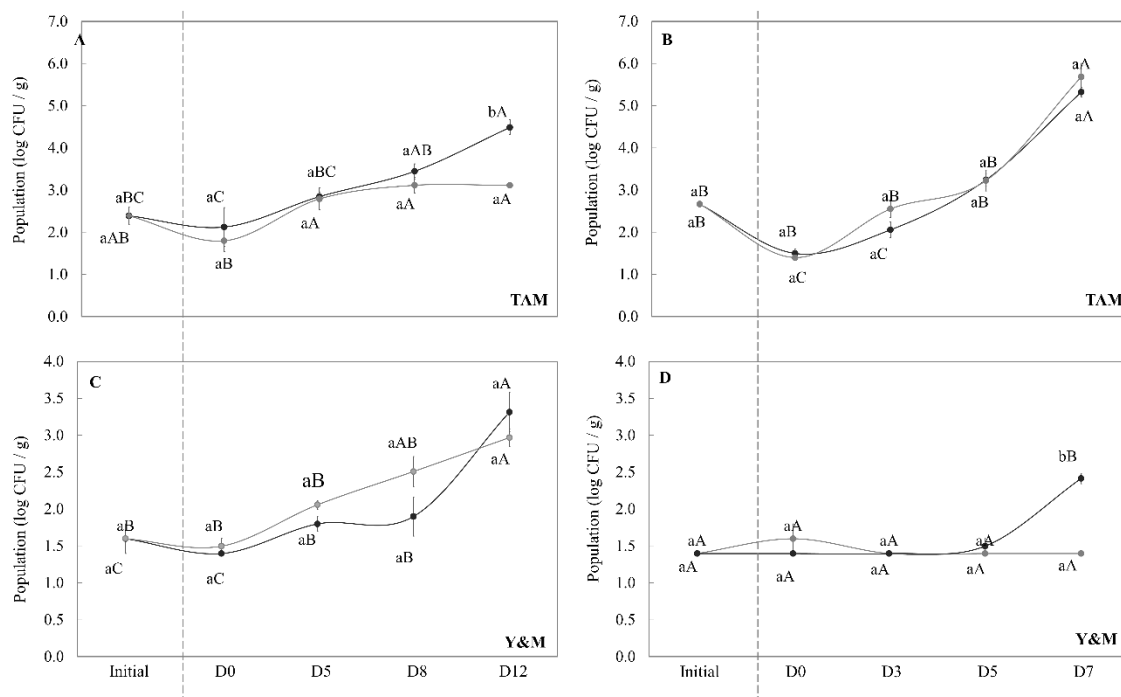 7.0
6.0
5.0
4.0
3.0
2.0
1.0
0.0
Population (log CFU / g)
A
aBC
aAB
aC
aB
aBC
aA
aAB
aA
bA
aA
TAM
7.0
6.0
5.0
4.0
3.0
2.0
1.0
0.0
Population (log CFU / g)
B
aB
aB
aB
aC
aB
aC
aB
aB
aA
aA
TAM
4.0
3.5
3.0
2.5
2.0
1.5
1.0
0.5
0.0
Population (log CFU / g)
C
aB
aC
aB
aC
aB
aB
aAB
aB
aA
aA
Y&M
Initial D0 D5 D8 D12
4.0
3.5
3.0
2.5
2.0
1.5
1.0
0.5
0.0
Population (log CFU / g)
D
aA
aA
aA
aA
aA
aA
aA
aA
bB
aA
Y&M
Initial D0 D3 D5 D7